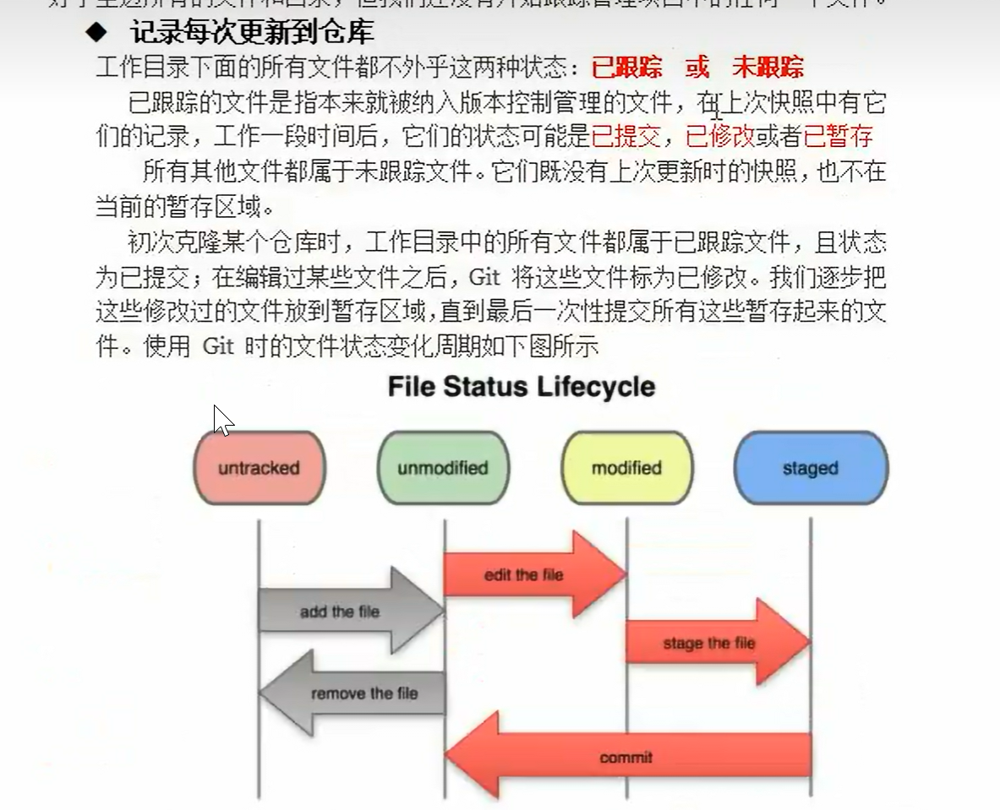 ◆ 记录每次更新到仓库
工作目录下面的所有文件都不外乎这两种状态：已跟踪 或 未跟踪
已跟踪的文件是指本来就被纳入版本控制管理的文件，在上次快照中有它
们的记录，工作一段时间后，它们的状态可能是已提交，已修改或者已暂存
所有其他文件都属于未跟踪文件。它们既没有上次更新时的快照，也不在
当前的暂存区域。
初次克隆某个仓库时，工作目录中的所有文件都属于已跟踪文件，且状态
为已提交；在编辑过某些文件之后，Git 将这些文件标为已修改。我们逐步把
这些修改过的文件放到暂存区域，直到最后一次性提交所有这些暂存起来的文
件。使用 Git 时的文件状态变化周期如下图所示
File Status Lifecycle
untracked
unmodified
modified
staged
edit the file
add the file
stage the file
remove the file
commit